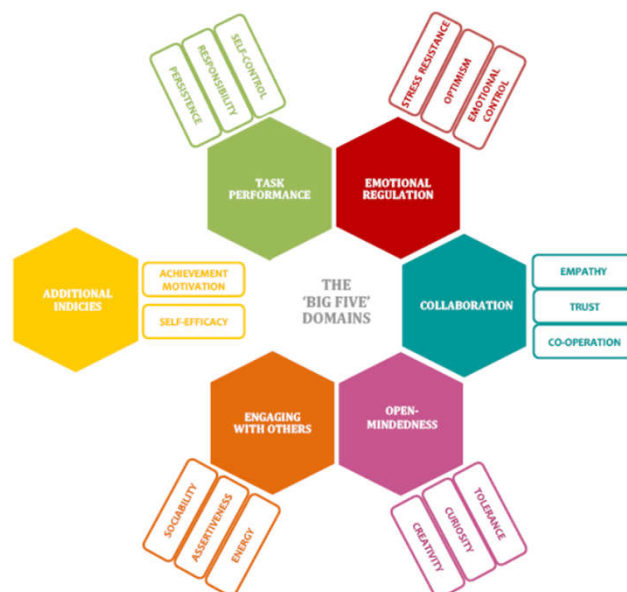 PERSISTENCE
RESPONSIBILITY
SELF-CONTROL
STRESS RESISTANCE
OPTIMISM
EMOTIONAL
CONTROL
TASK
PERFORMANCE
EMOTIONAL
REGULATION
ADDITIONAL
INDICIES
ACHIEVEMENT
MOTIVATION
SELF-EFFICACY
THE
'BIG FIVE'
DOMAINS
COLLABORATION
EMPATHY
TRUST
CO-OPERATION
ENGAGING
WITH OTHERS
OPEN-
MINDEDNESS
SOCIABILITY
ASSERTIVENESS
ENERGY
CREATIVITY
CURIOSITY
TOLERANCE